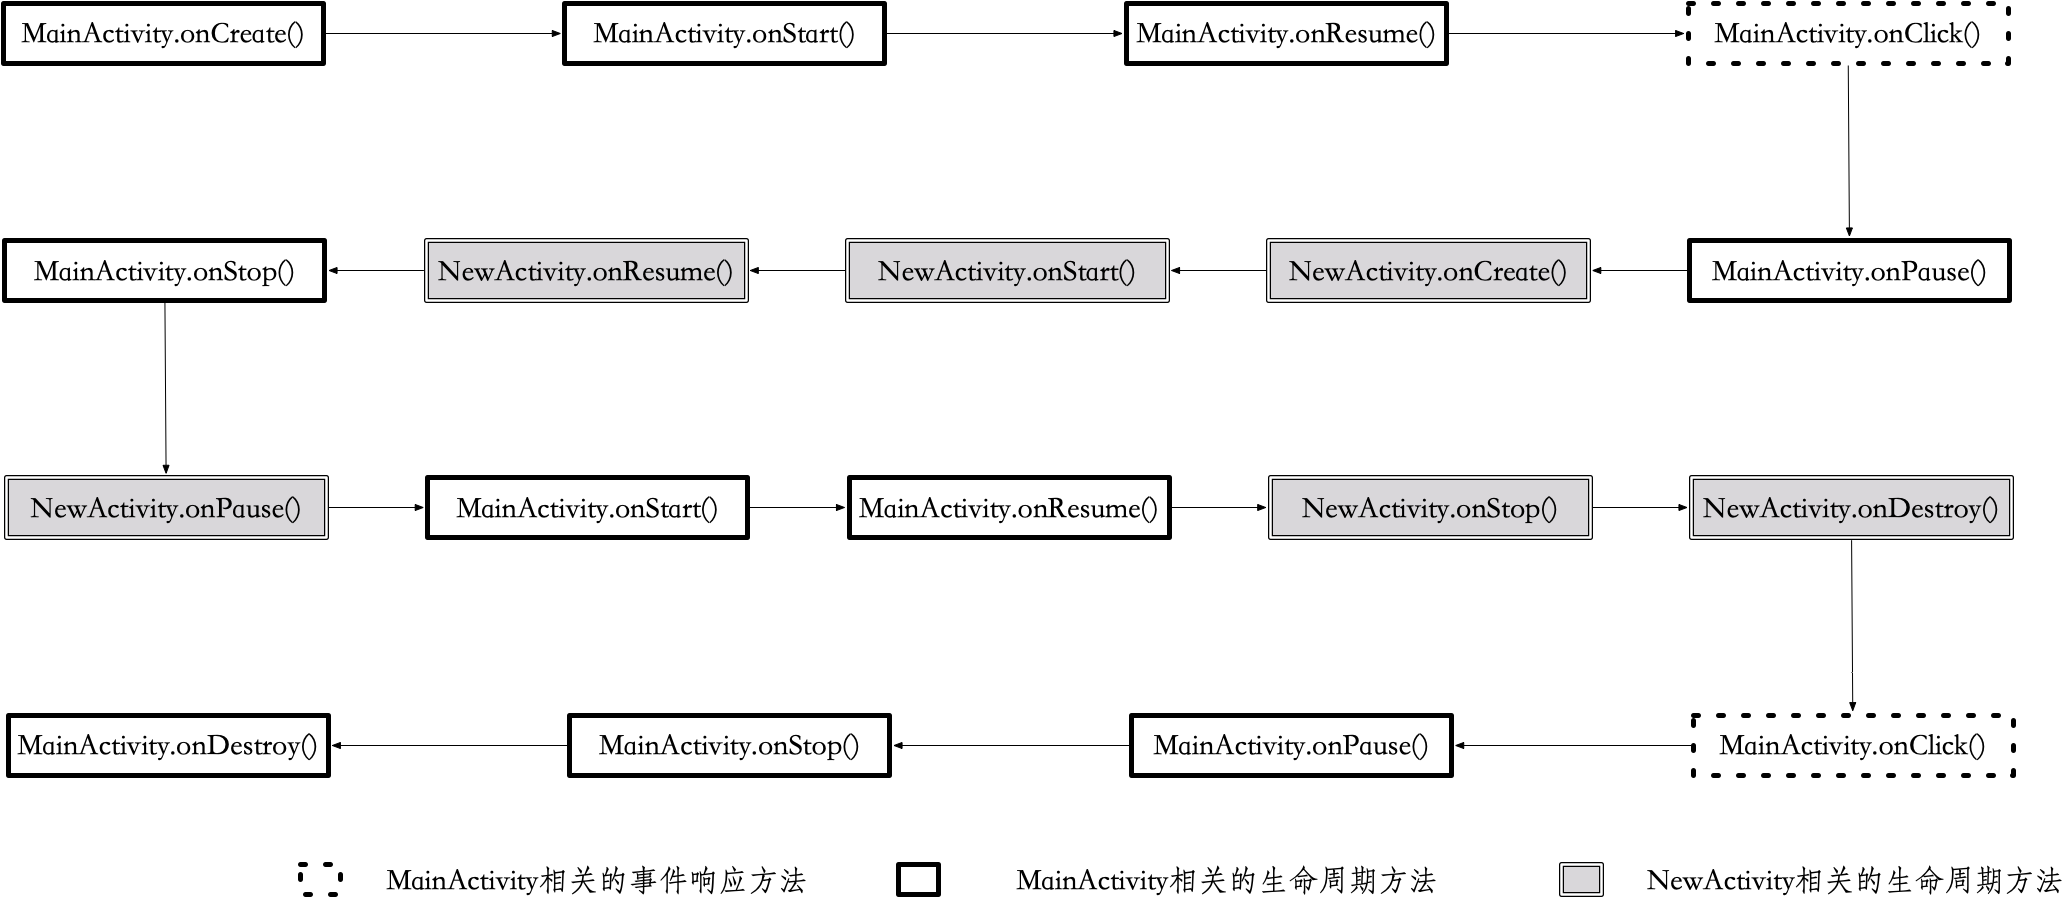 MainActivity.onCreate()
MainActivity.onStart()
MainActivity.onResume()
MainActivity.onClick()
MainActivity.onPause()
NewActivity.onCreate()
NewActivity.onStart()
NewActivity.onResume()
MainActivity.onStop()
NewActivity.onPause()
MainActivity.onStart()
MainActivity.onResume()
NewActivity.onStop()
NewActivity.onDestroy()
MainActivity.onClick()
MainActivity.onPause()
MainActivity.onStop()
MainActivity.onDestroy()
MainActivity相关的事件响应方法
MainActivity相关的生命周期方法
NewActivity相关的生命周期方法